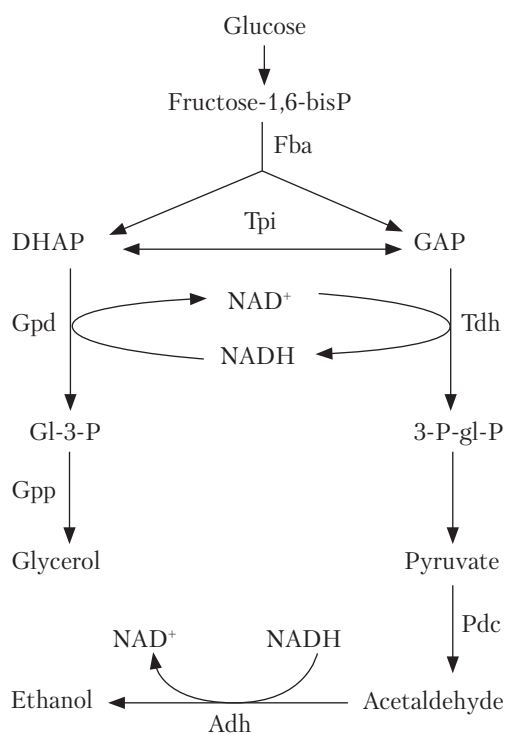 Glucose
Fructose-1,6-bisP
Fba
Tpi
DHAP
GAP
NAD⁺
Gpd
Tdh
NADH
Gl-3-P
3-P-gl-P
Gpp
Glycerol
Pyruvate
Pdc
NAD⁺
NADH
Ethanol
Acetaldehyde
Adh